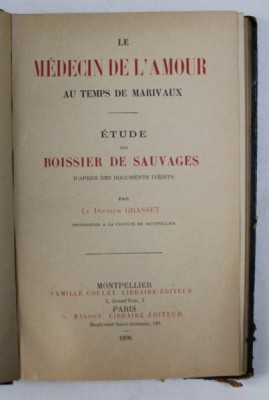 LE
MÉDECIN DE L'AMOUR
AU TEMPS DE MARIVAUX
ÉTUDE
SUR
BOISSIER DE SAUVAGES
D'APRÈS DES DOCUMENTS INÉDITS
PAR
LE DOCTEUR GRASSET
PROFESSEUR A LA FACULTÉ DE MONTPELLIER
MONTPELLIER
CAMILLE COULET, LIBRAIRE-ÉDITEUR
5, Grand'Rue, 5
PARIS
G. MASSON, LIBRAIRE-ÉDITEUR
Boulevard Saint-Germain, 120
1896